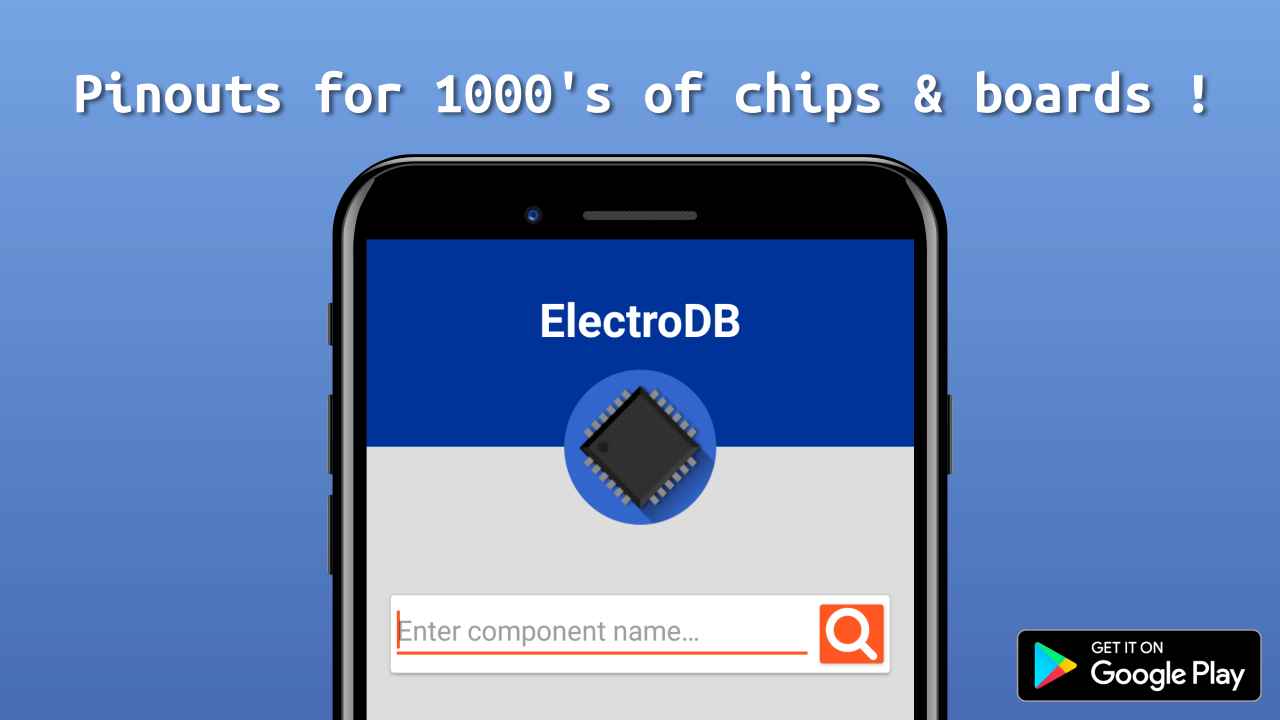 Pinouts for 1000's of chips & boards !
ElectroDB
Enter component name...
GET IT ON
Google Play